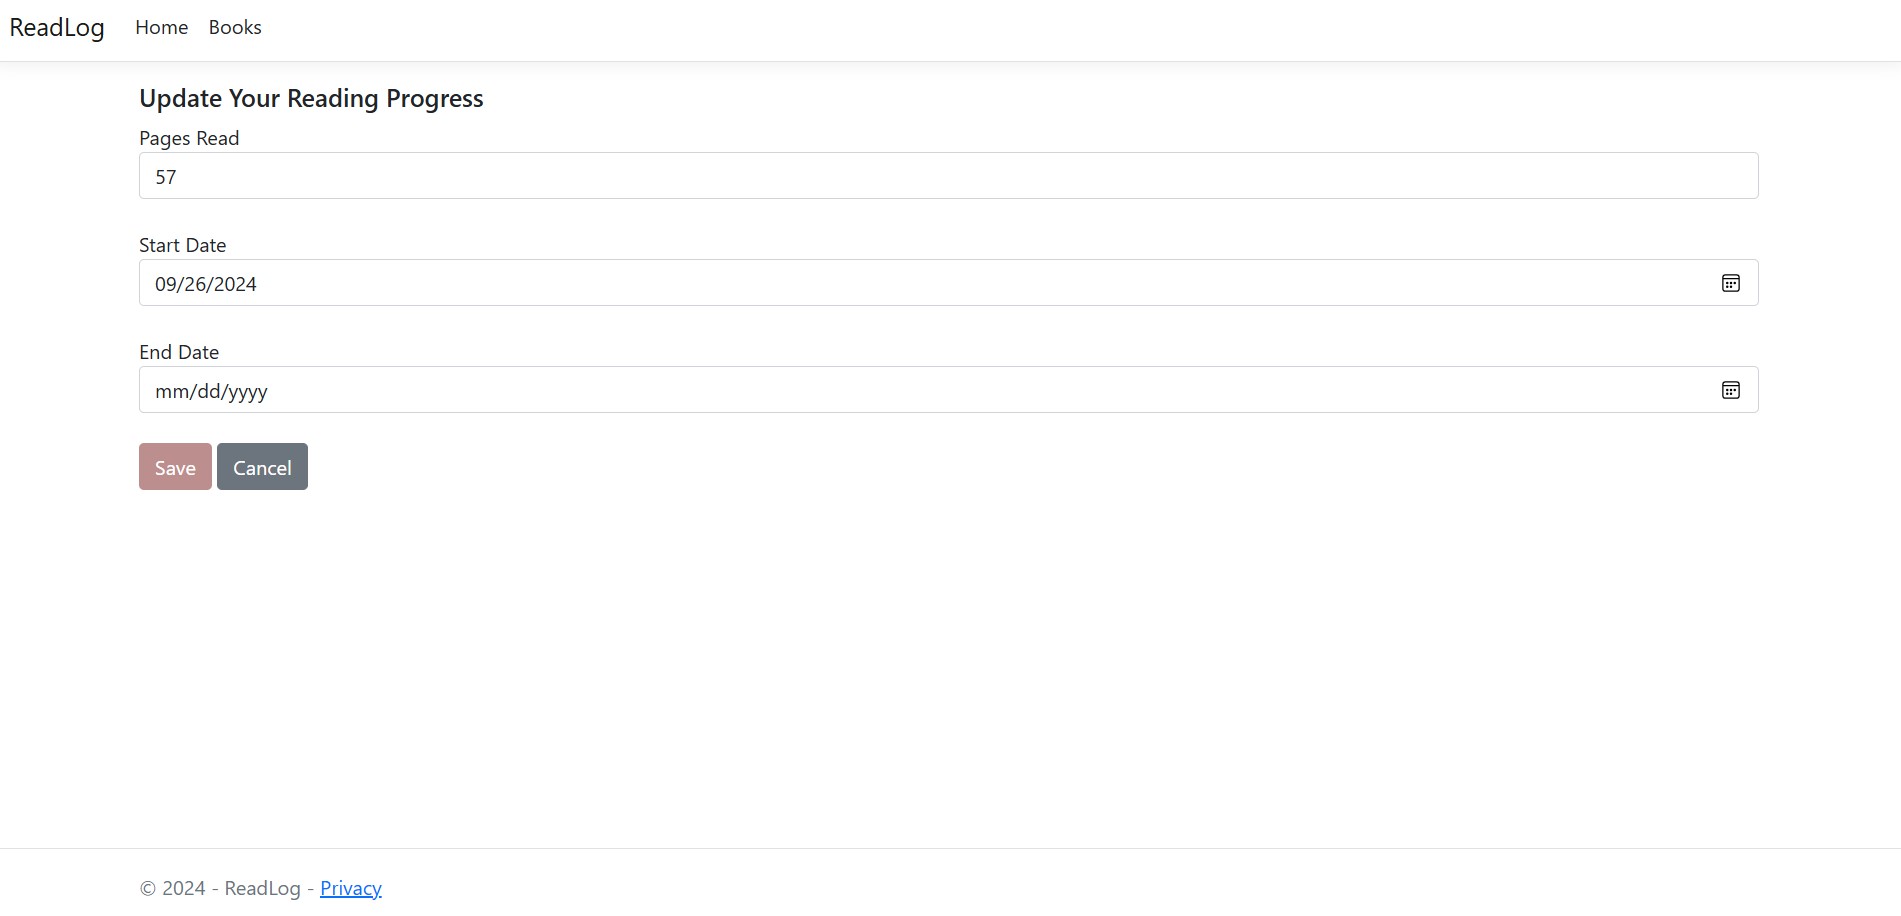 ReadLog Home Books
Update Your Reading Progress
Pages Read
57
Start Date
09/26/2024
End Date
mm/dd/yyyy
Save Cancel
© 2024 - ReadLog - Privacy